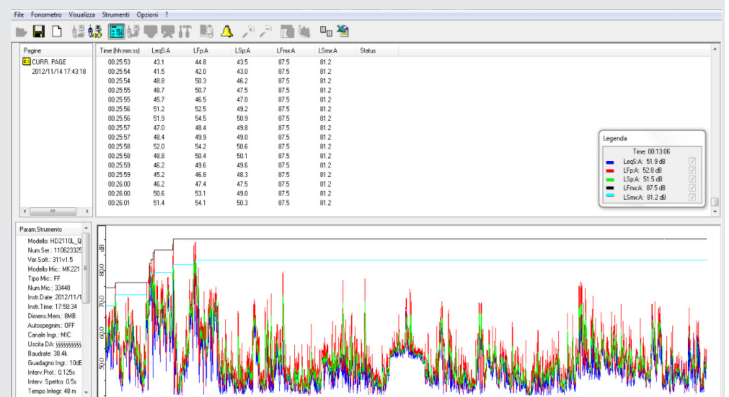 File Fonometro Visualizza Strumenti Opzioni ?
Pagine
CURR. PAGE
2012/11/14 17:43:18
Time (hh:mm:ss) LeqS:A LFp:A LSp:A LFmx:A LSmx:A Status
00:25:53 43.1 44.8 43.5 87.5 81.2
00:25:54 41.5 42.0 43.0 87.5 81.2
00:25:54 48.8 50.3 46.2 87.5 81.2
00:25:55 48.7 50.7 47.5 87.5 81.2
00:25:55 45.7 46.5 47.0 87.5 81.2
00:25:56 51.2 52.5 49.2 87.5 81.2
00:25:56 51.9 54.5 50.9 87.5 81.2
00:25:57 47.0 48.4 49.8 87.5 81.2
00:25:57 48.4 49.9 49.0 87.5 81.2
00:25:58 52.0 54.2 50.6 87.5 81.2
00:25:58 48.8 50.4 50.1 87.5 81.2
00:25:59 46.2 49.6 49.6 87.5 81.2
00:25:59 45.2 46.8 48.3 87.5 81.2
00:26:00 46.2 47.4 47.5 87.5 81.2
00:26:00 50.6 53.1 49.0 87.5 81.2
00:26:01 51.4 54.1 50.3 87.5 81.2
Legenda
Time: 00:13:06
LeqS:A: 51.9 dB
LFp:A: 52.8 dB
LSp:A: 51.5 dB
LFmx:A: 87.5 dB
LSmx:A: 81.2 dB
Param.Strumento
Modello: HD2110L_Q
Num.Ser.: 110623325
Ver.Soft.: 311v1.5
Modello Mic.: MK221
Tipo Mic.: FF
Num.Mic.: 33448
Instr.Date: 2012/11/1
Instr.Time: 17:58:34
Dimens.Mem.: 8MB
Autospegnim.: OFF
Canale Ingr.: MIC
Uscita DA:
Baudrate: 38.4k
Guadagno Ingr.: 10dE
Interv.Prof.: 0.125s
Interv. Spettro: 0.5s
Tempo Integr: 48 m
dB
80,0
70,0
60,0
50,0